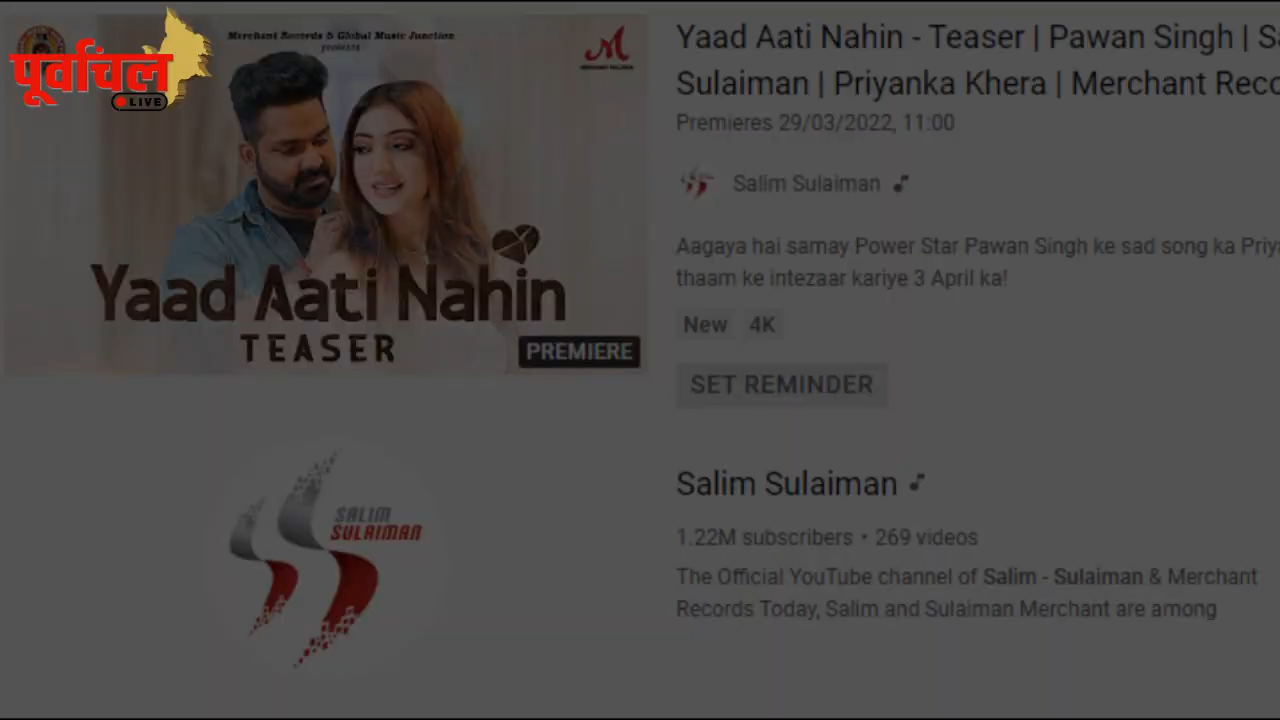 पूर्वांचल
LIVE
Merchant Records & Global Music Junction
presents
MERCHANT RECORDS
Yaad Aati Nahin
TEASER
PREMIERE
Yaad Aati Nahin - Teaser | Pawan Singh | Sa
Sulaiman | Priyanka Khera | Merchant Reco
Premieres 29/03/2022, 11:00
Salim Sulaiman
Aagaya hai samay Power Star Pawan Singh ke sad song ka Priy
thaam ke intezaar kariye 3 April ka!
New 4K
SET REMINDER
SALIM
SULAIMAN
Salim Sulaiman
1.22M subscribers • 269 videos
The Official YouTube channel of Salim - Sulaiman & Merchant
Records Today, Salim and Sulaiman Merchant are among